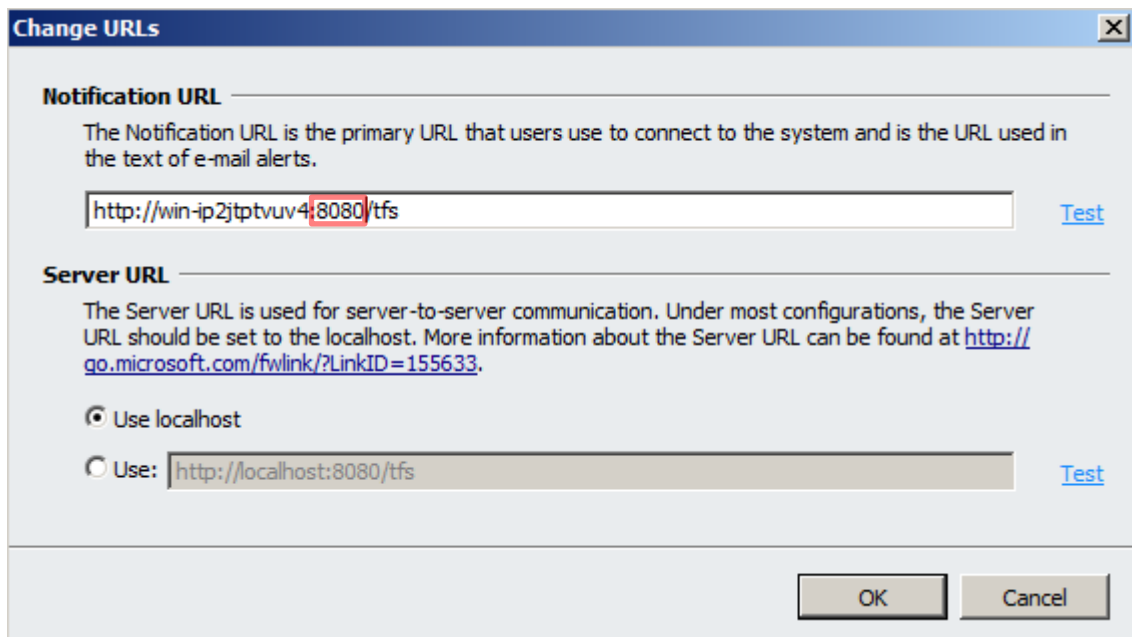 Change URLs
Notification URL
The Notification URL is the primary URL that users use to connect to the system and is the URL used in
the text of e-mail alerts.
http://win-ip2jtptvuv4:8080/tfs
Test
Server URL
The Server URL is used for server-to-server communication. Under most configurations, the Server
URL should be set to the localhost. More information about the Server URL can be found at http://
go.microsoft.com/fwlink/?LinkID=155633.
Use localhost
Use: http://localhost:8080/tfs
Test
OK Cancel